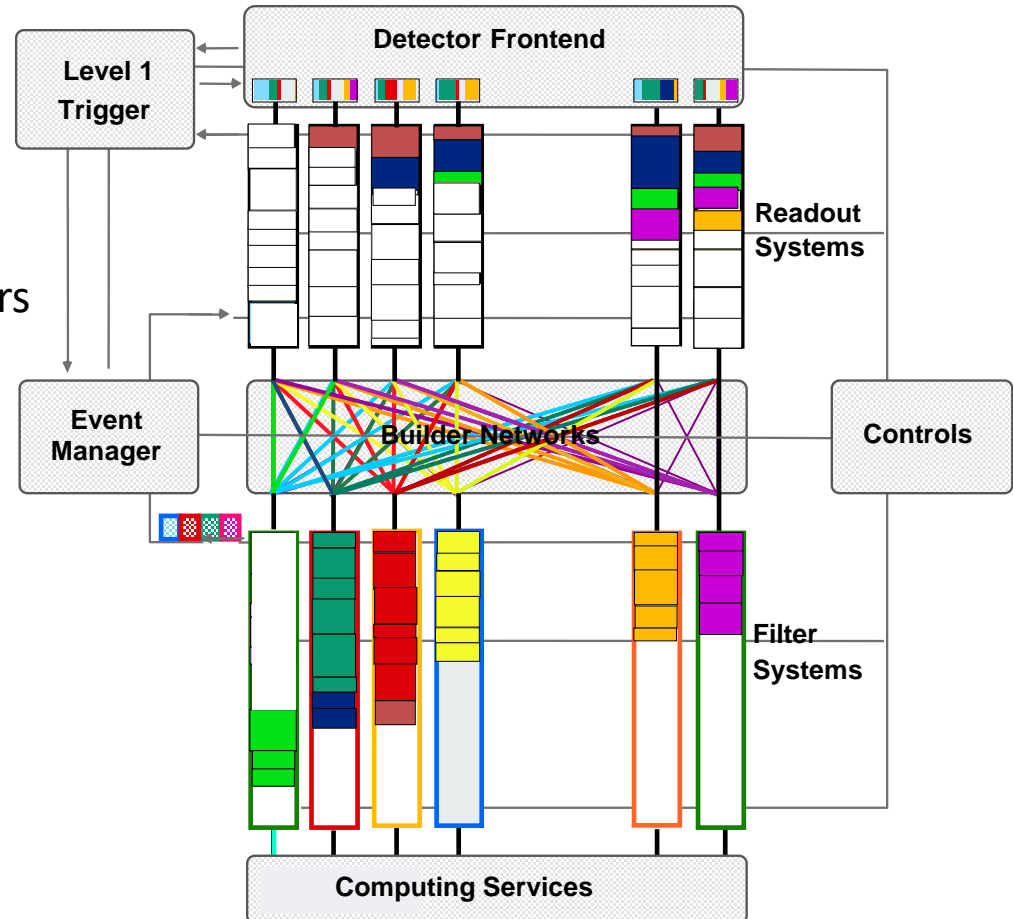 Detector Frontend
Level 1
Trigger
Readout
Systems
rs
Event
Manager
Builder Networks
Controls
Filter
Systems
Computing Services